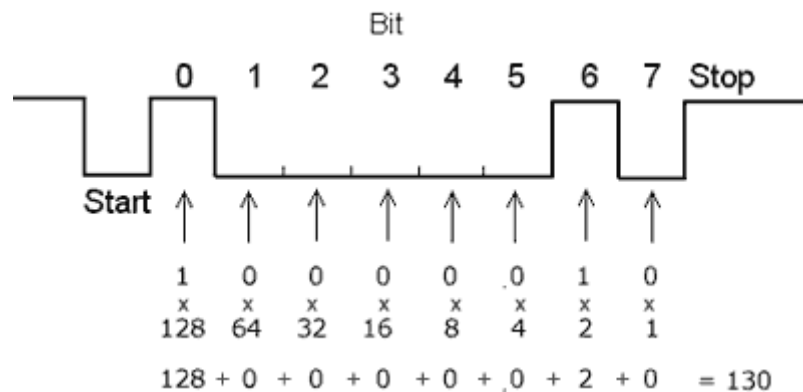 Bit
0 1 2 3 4 5 6 7 Stop
Start
1 0 0 0 0 .0 1 0
x x x x x x x x
128 64 32 16 8 4 2 1
128 + 0 + 0 + 0 + 0 + .0 + 2 + 0 = 130